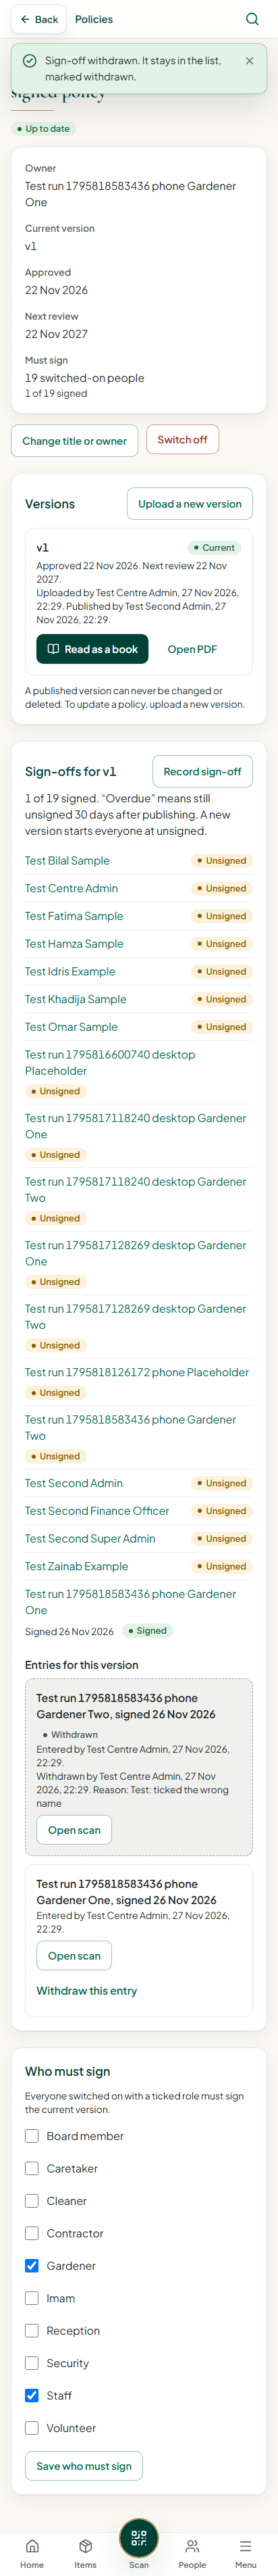 Back
Policies
Sign-off withdrawn. It stays in the list,
marked withdrawn.
signed policy
Up to date
Owner
Test run 1795818583436 phone Gardener
One
Current version
v1
Approved
22 Nov 2026
Next review
22 Nov 2027
Must sign
19 switched-on people
1 of 19 signed
Change title or owner
Switch off
Versions
Upload a new version
v1
Current
Approved 22 Nov 2026. Next review 22 Nov
2027.
Uploaded by Test Centre Admin, 27 Nov 2026,
22:29. Published by Test Second Admin, 27
Nov 2026, 22:29.
Read as a book
Open PDF
A published version can never be changed or
deleted. To update a policy, upload a new version.
Sign-offs for v1
Record sign-off
1 of 19 signed. “Overdue” means still
unsigned 30 days after publishing. A new
version starts everyone at unsigned.
Test Bilal Sample
Unsigned
Test Centre Admin
Unsigned
Test Fatima Sample
Unsigned
Test Hamza Sample
Unsigned
Test Idris Example
Unsigned
Test Khadija Sample
Unsigned
Test Omar Sample
Unsigned
Test run 1795816600740 desktop
Placeholder
Unsigned
Test run 1795817118240 desktop Gardener
One
Unsigned
Test run 1795817118240 desktop Gardener
Two
Unsigned
Test run 1795817128269 desktop Gardener
One
Unsigned
Test run 1795817128269 desktop Gardener
Two
Unsigned
Test run 1795818126172 phone Placeholder
Unsigned
Test run 1795818583436 phone Gardener
Two
Unsigned
Test Second Admin
Unsigned
Test Second Finance Officer
Unsigned
Test Second Super Admin
Unsigned
Test Zainab Example
Unsigned
Test run 1795818583436 phone Gardener
One
Signed 26 Nov 2026
Signed
Entries for this version
Test run 1795818583436 phone
Gardener Two, signed 26 Nov 2026
Withdrawn
Entered by Test Centre Admin, 27 Nov 2026,
22:29.
Withdrawn by Test Centre Admin, 27 Nov
2026, 22:29. Reason: Test: ticked the wrong
name
Open scan
Test run 1795818583436 phone
Gardener One, signed 26 Nov 2026
Entered by Test Centre Admin, 27 Nov 2026,
22:29.
Open scan
Withdraw this entry
Who must sign
Everyone switched on with a ticked role must sign
the current version.
Board member
Caretaker
Cleaner
Contractor
Gardener
Imam
Reception
Security
Staff
Volunteer
Save who must sign
Home
Items
Scan
People
Menu